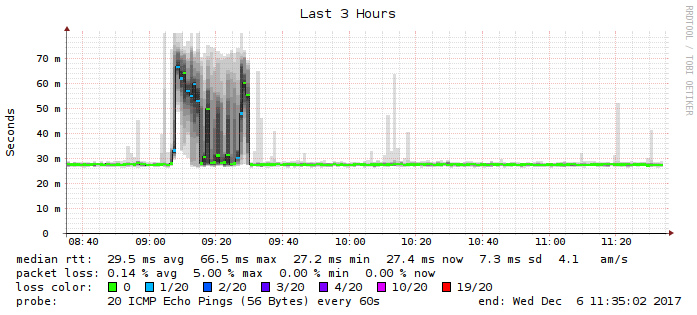 Last 3 Hours
RRDTOOL / TOBI OETIKER
Seconds
70 m
60 m
50 m
40 m
30 m
20 m
10 m
0
08:40 09:00 09:20 09:40 10:00 10:20 10:40 11:00 11:20
median rtt: 29.5 ms avg 66.5 ms max 27.2 ms min 27.4 ms now 7.3 ms sd 4.1 am/s
packet loss: 0.14 % avg 5.00 % max 0.00 % min 0.00 % now
loss color: 0 1/20 2/20 3/20 4/20 10/20 19/20
probe: 20 ICMP Echo Pings (56 Bytes) every 60s end: Wed Dec 6 11:35:02 2017